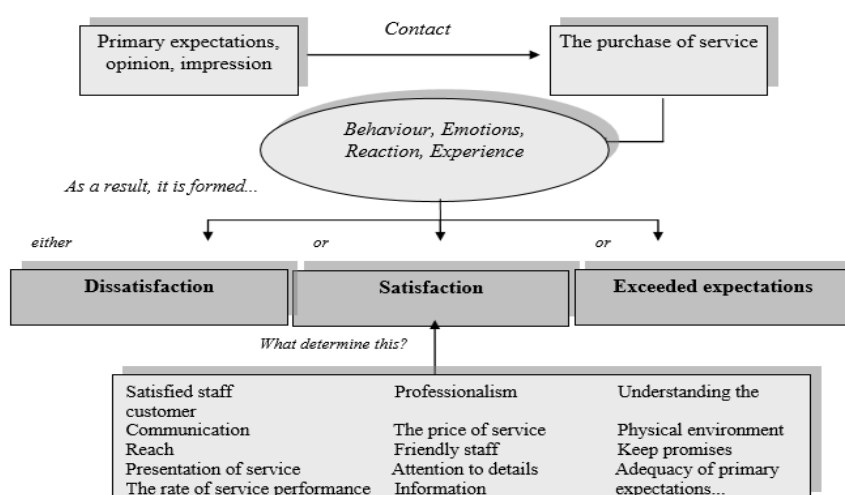 Primary expectations,
opinion, impression
Contact
The purchase of service
Behaviour, Emotions,
Reaction, Experience
As a result, it is formed...
either
or
or
Dissatisfaction
Satisfaction
Exceeded expectations
What determine this?
Satisfied staff Professionalism Understanding the
customer
Communication The price of service Physical environment
Reach Friendly staff Keep promises
Presentation of service Attention to details Adequacy of primary
The rate of service performance Information expectations...